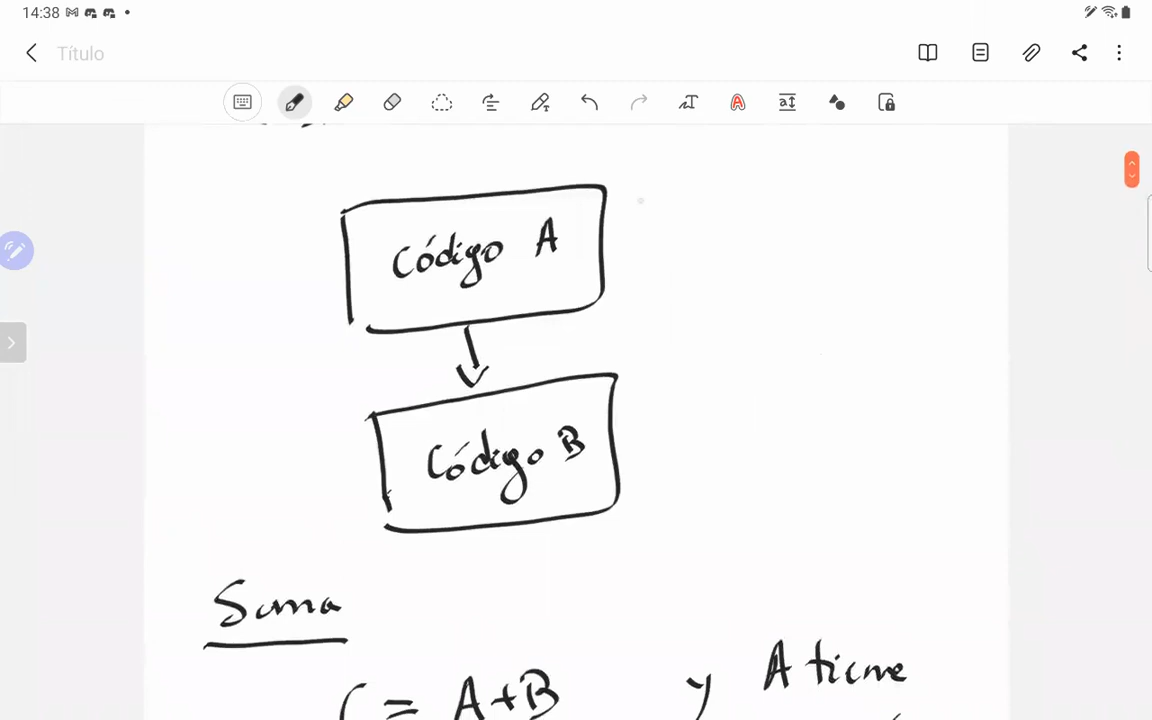 14:38
Título
Código A
Código B
Suma
C = A+B y A tiene